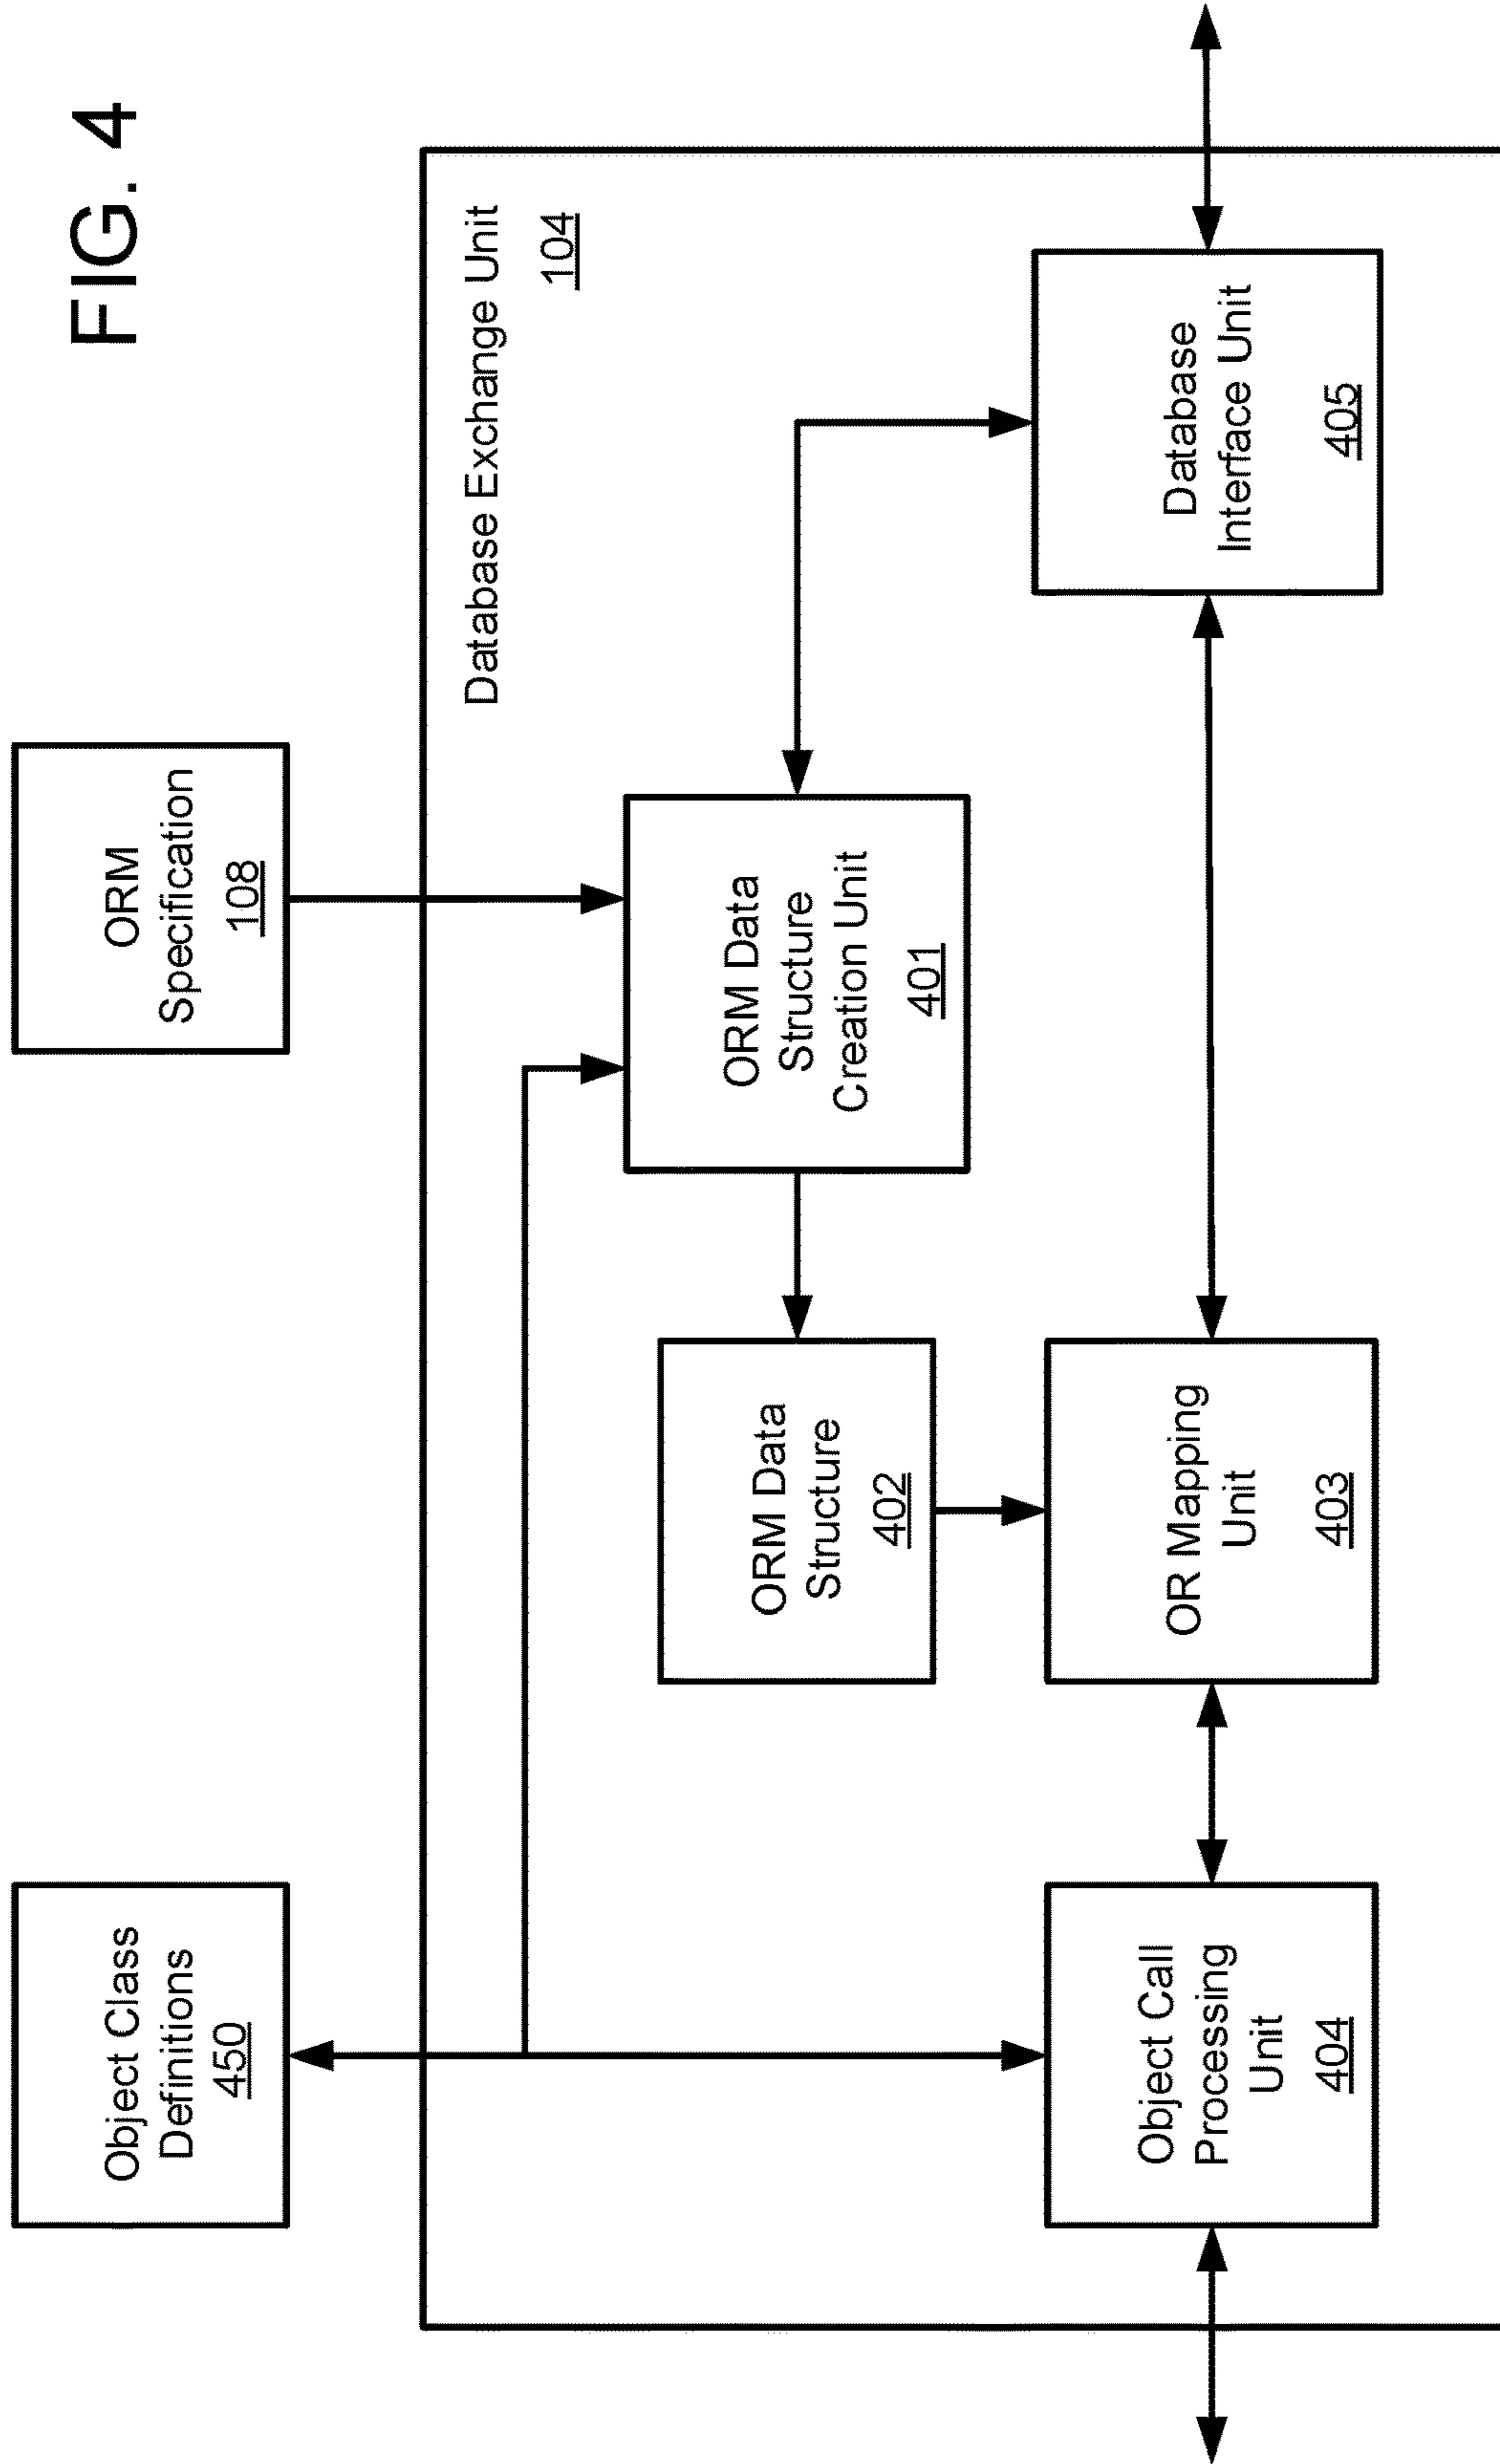 FIG. 4
Object Class
Definitions
450
ORM
Specification
108
Database Exchange Unit
104
ORM Data
Structure
Creation Unit
401
ORM Data
Structure
402
Object Call
Processing
Unit
404
OR Mapping
Unit
403
Database
Interface Unit
405